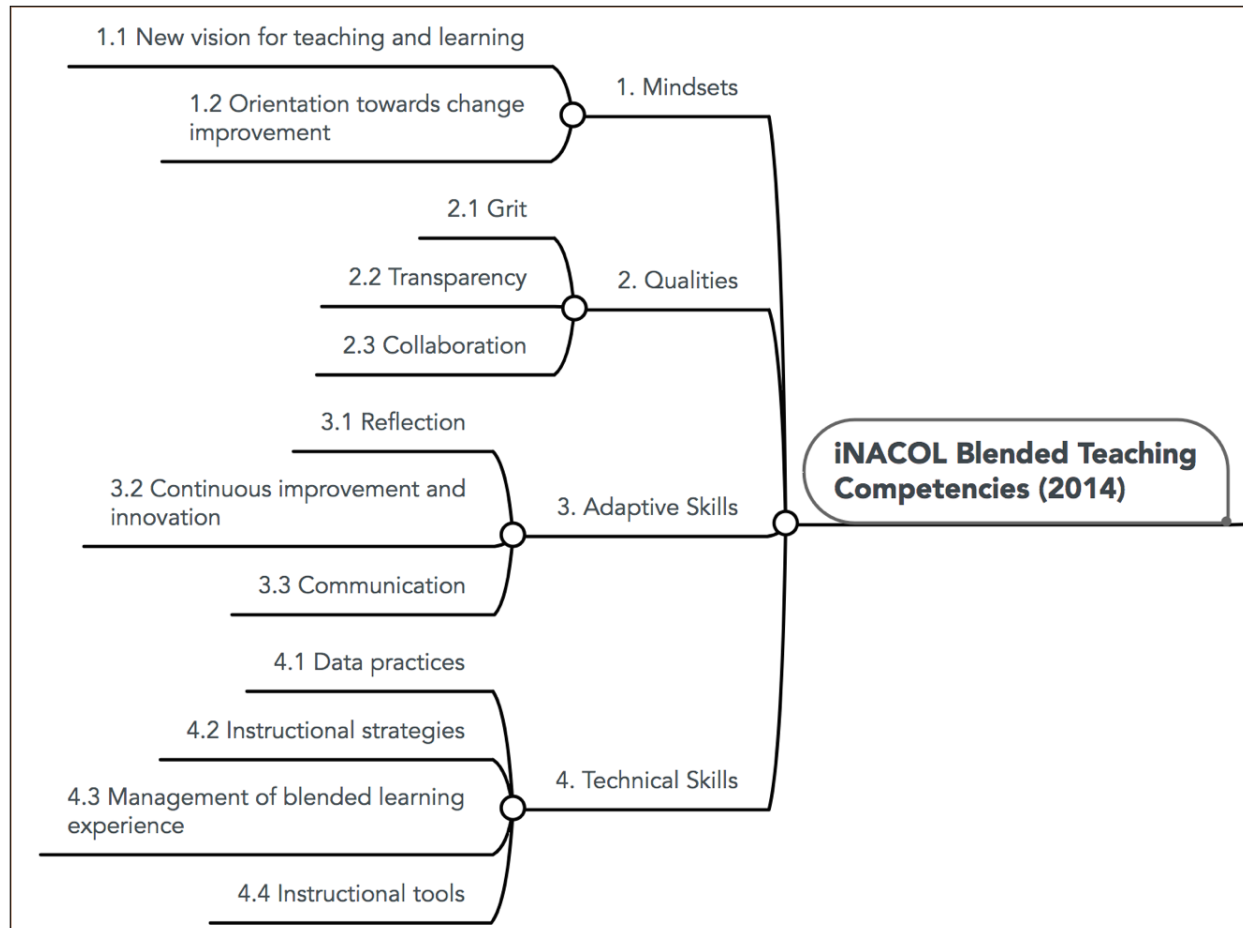 1.1 New vision for teaching and learning
1.2 Orientation towards change
improvement
1. Mindsets
2.1 Grit
2.2 Transparency
2.3 Collaboration
2. Qualities
3.1 Reflection
3.2 Continuous improvement and
innovation
3.3 Communication
3. Adaptive Skills
4.1 Data practices
4.2 Instructional strategies
4.3 Management of blended learning
experience
4.4 Instructional tools
4. Technical Skills
iNACOL Blended Teaching
Competencies (2014)